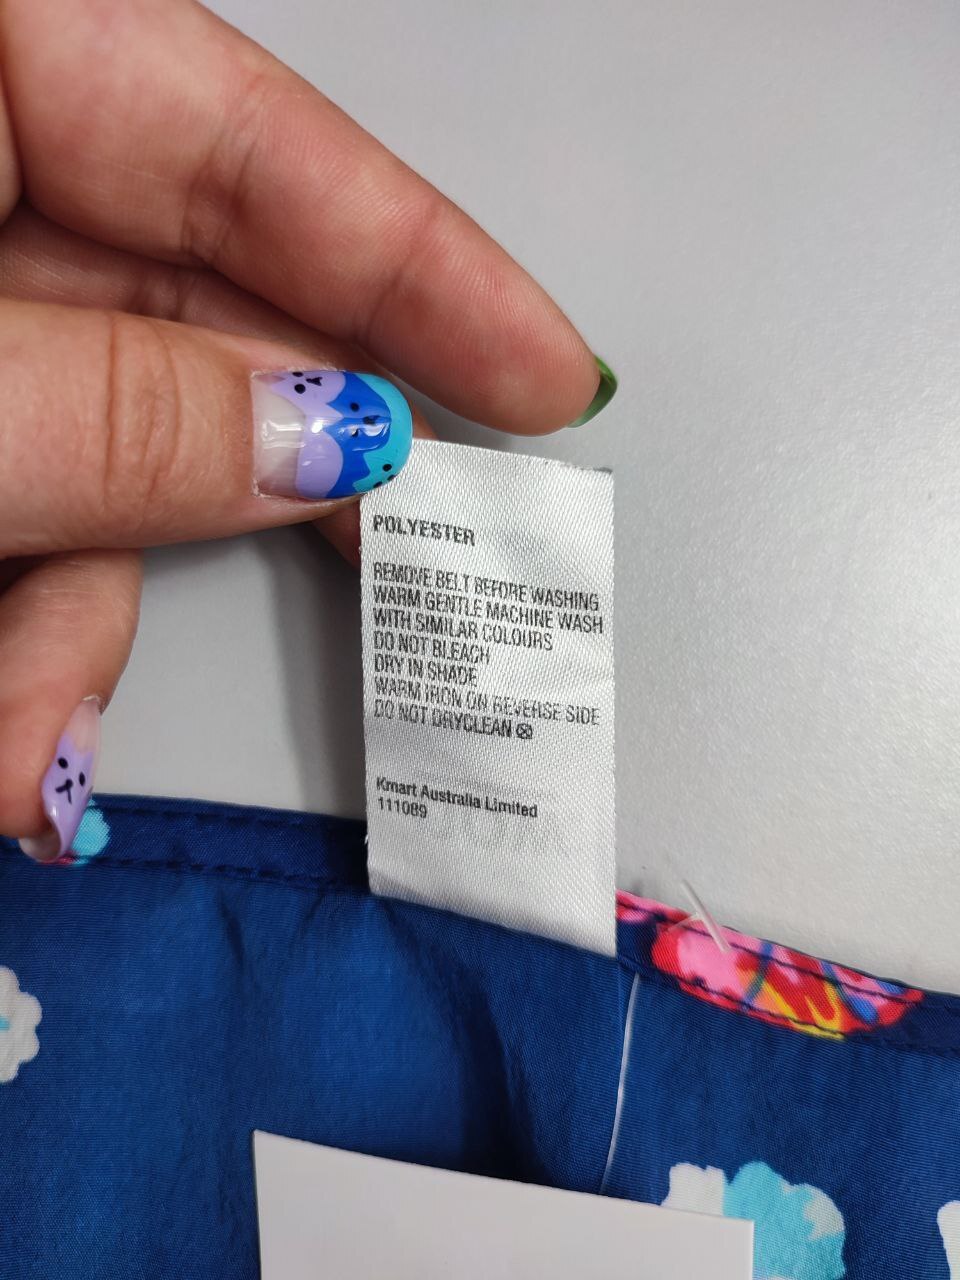 POLYESTER
REMOVE BELT BEFORE WASHING
WARM GENTLE MACHINE WASH
WITH SIMILAR COLOURS
DO NOT BLEACH
DRY IN SHADE
WARM IRON ON REVERSE SIDE
DO NOT DRYCLEAN
Kmart Australia Limited
111089